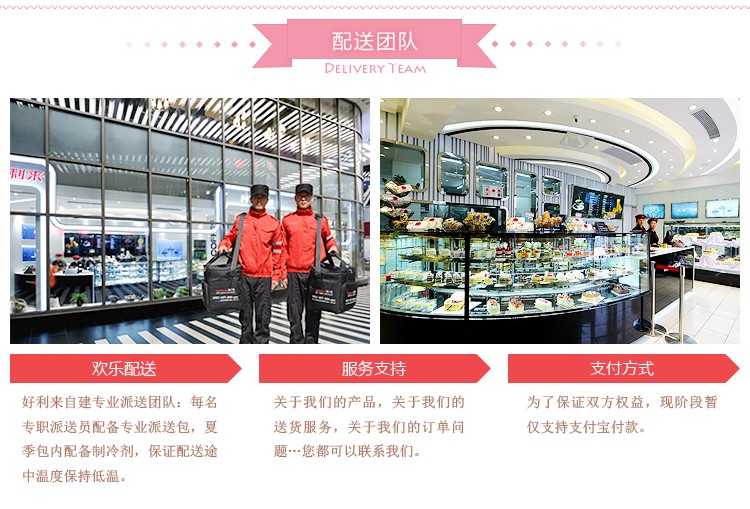 配送团队
DELIVERY TEAM
利来
欢乐配送
好利来自建专业派送团队：每名
专职派送员配备专业派送包，夏
季包内配备制冷剂，保证配送途
中温度保持低温。
服务支持
关于我们的产品，关于我们的
送货服务，关于我们的订单问
题…您都可以联系我们。
支付方式
为了保证双方权益，现阶段暂
仅支持支付宝付款。